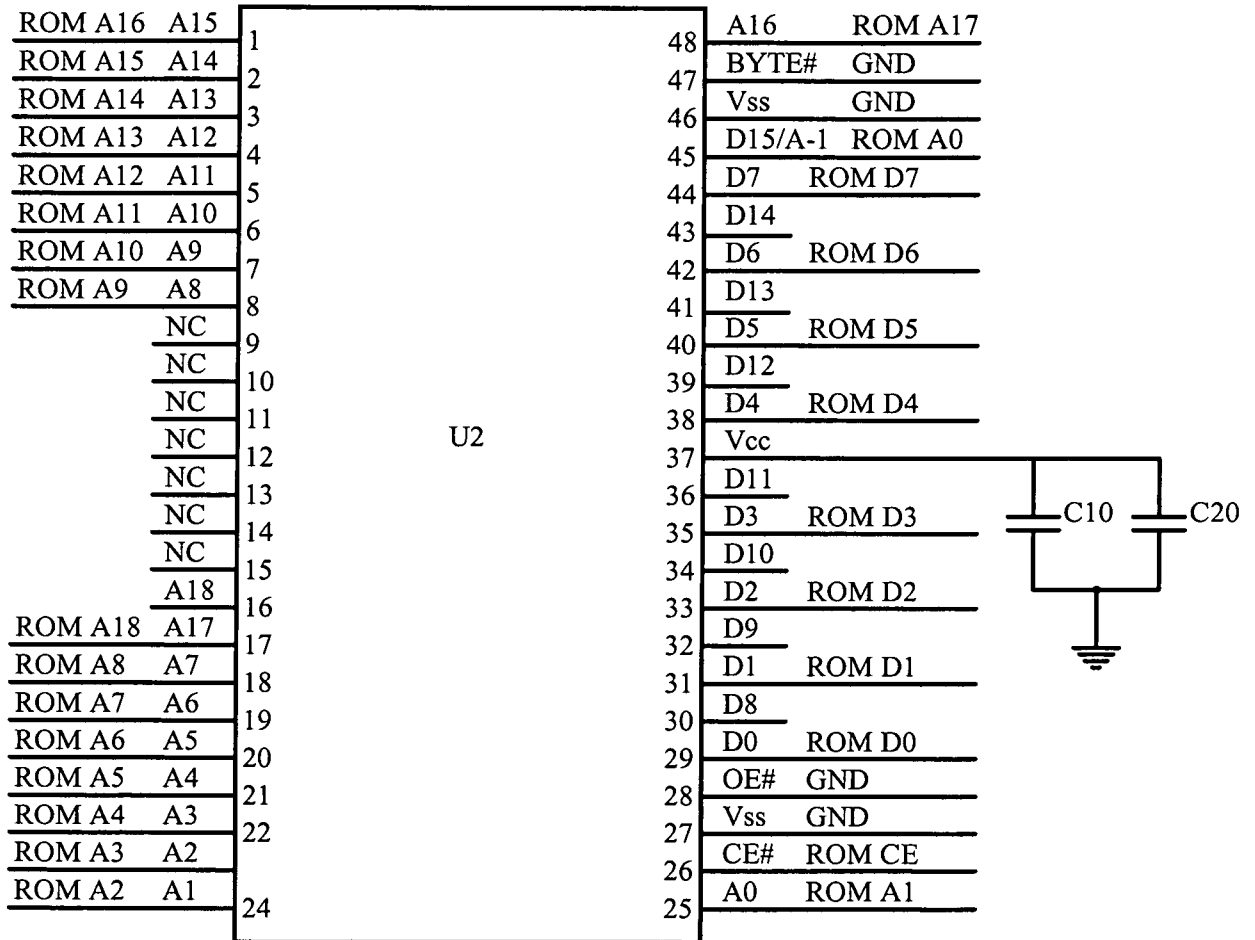 ROM A16 A15 1
ROM A15 A14 2
ROM A14 A13 3
ROM A13 A12 4
ROM A12 A11 5
ROM A11 A10 6
ROM A10 A9 7
ROM A9 A8 8
NC 9
NC 10
NC 11
NC 12
NC 13
NC 14
NC 15
A18 16
ROM A18 A17 17
ROM A8 A7 18
ROM A7 A6 19
ROM A6 A5 20
ROM A5 A4 21
ROM A4 A3 22
ROM A3 A2
ROM A2 A1 24
U2
48 A16 ROM A17
47 BYTE# GND
46 Vss GND
45 D15/A-1 ROM A0
44 D7 ROM D7
43 D14
42 D6 ROM D6
41 D13
40 D5 ROM D5
39 D12
38 D4 ROM D4
37 Vcc
36 D11
35 D3 ROM D3
34 D10
33 D2 ROM D2
32 D9
31 D1 ROM D1
30 D8
29 D0 ROM D0
28 OE# GND
27 Vss GND
26 CE# ROM CE
25 A0 ROM A1
C10 C20